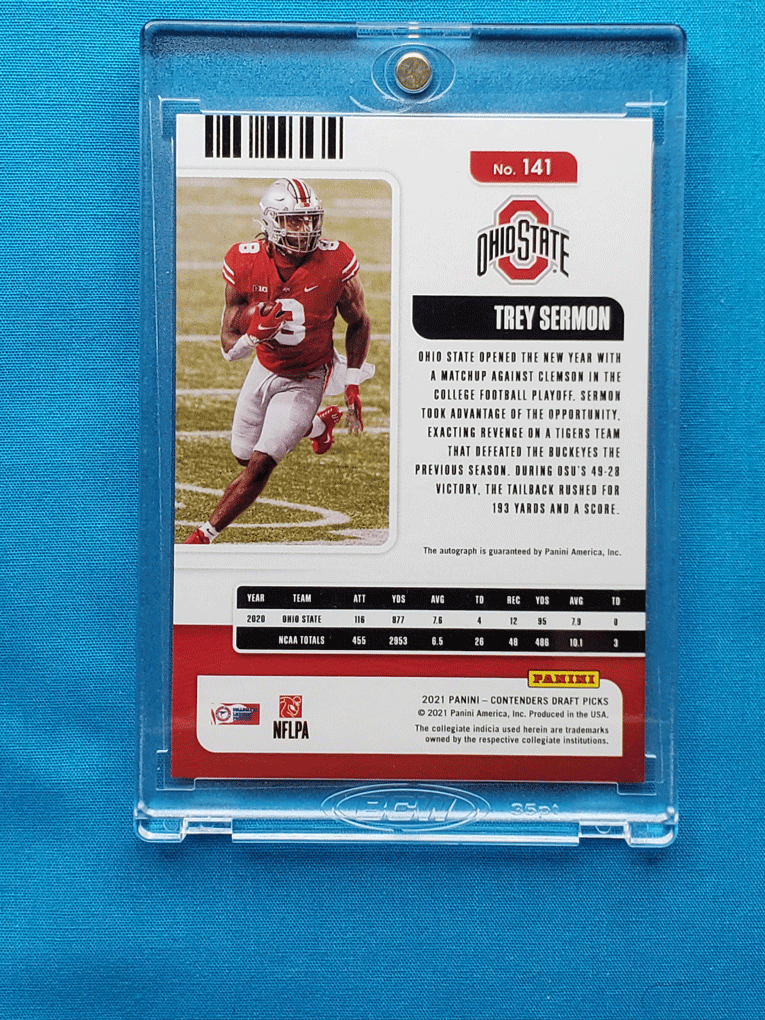 No. 141
OHIO STATE
TREY SERMON
OHIO STATE OPENED THE NEW YEAR WITH
A MATCHUP AGAINST CLEMSON IN THE
COLLEGE FOOTBALL PLAYOFF. SERMON
TOOK ADVANTAGE OF THE OPPORTUNITY,
EXACTING REVENGE ON A TIGERS TEAM
THAT DEFEATED THE BUCKEYES THE
PREVIOUS SEASON. DURING OSU'S 49-28
VICTORY, THE TAILBACK RUSHED FOR
193 YARDS AND A SCORE.
8
8
The autograph is guaranteed by Panini America, Inc.
YEAR TEAM ATT YDS AVG TD REC YDS AVG TD
2020 OHIO STATE 116 877 7.6 4 12 95 7.9 0
NCAA TOTALS 455 2953 6.5 26 48 486 10.1 3
PANINI
2021 PANINI – CONTENDERS DRAFT PICKS
© 2021 Panini America, Inc. Produced in the USA.
The collegiate indicia used herein are trademarks
owned by the respective collegiate institutions.
NFLPA
BCW
35pt